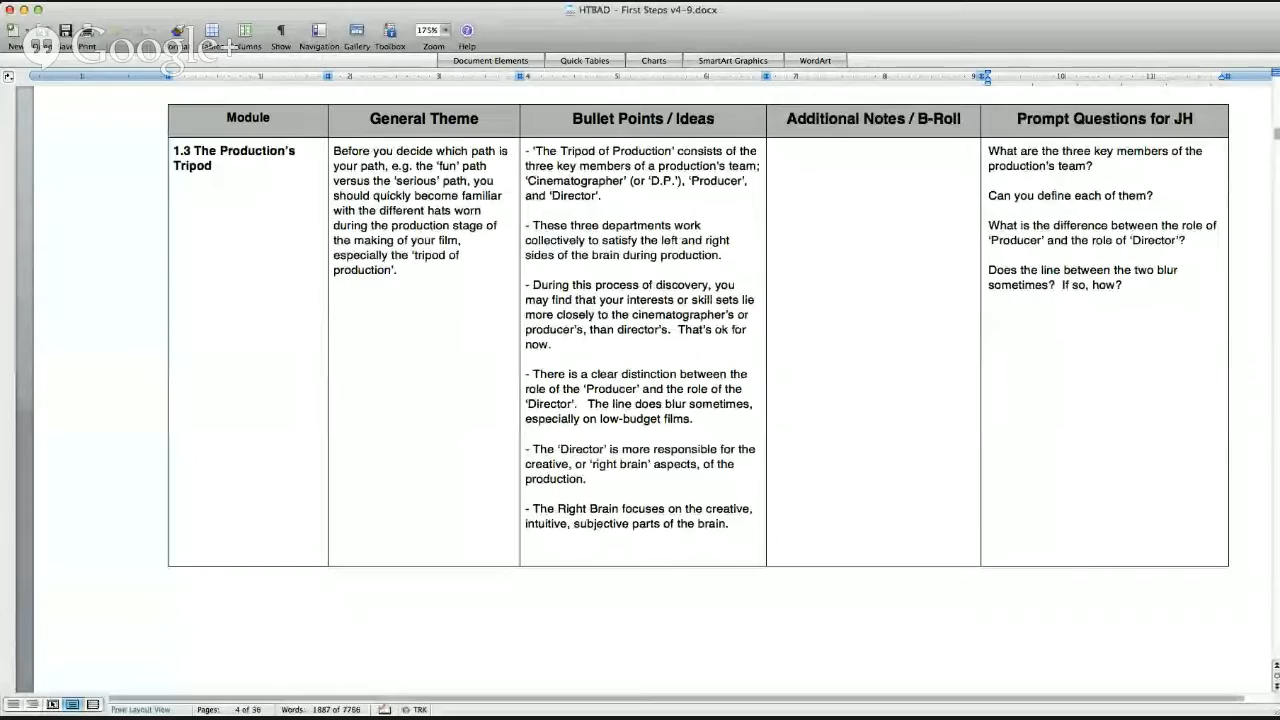 HTBAD - First Steps v4-9.docx
Google+
175%
New
Print
Show
Navigation
Gallery
Toolbox
Zoom
Help
Document Elements
Quick Tables
Charts
SmartArt Graphics
WordArt
Module
General Theme
Bullet Points / Ideas
Additional Notes / B-Roll
Prompt Questions for JH
1.3 The Production's
Tripod
Before you decide which path is
your path, e.g. the 'fun' path
versus the 'serious' path, you
should quickly become familiar
with the different hats worn
during the production stage of
the making of your film,
especially the 'tripod of
production'.
- 'The Tripod of Production' consists of the
three key members of a production's team;
'Cinematographer' (or 'D.P.'), 'Producer',
and 'Director'.
- These three departments work
collectively to satisfy the left and right
sides of the brain during production.
- During this process of discovery, you
may find that your interests or skill sets lie
more closely to the cinematographer's or
producer's, than director's.  That's ok for
now.
- There is a clear distinction between the
role of the 'Producer' and the role of the
'Director'.   The line does blur sometimes,
especially on low-budget films.
- The 'Director' is more responsible for the
creative, or 'right brain' aspects, of the
production.
- The Right Brain focuses on the creative,
intuitive, subjective parts of the brain.
What are the three key members of the
production's team?
Can you define each of them?
What is the difference between the role of
'Producer' and the role of 'Director'?
Does the line between the two blur
sometimes?  If so, how?
Print Layout View
Pages: 4 of 36
Words: 1887 of 7766
TRK